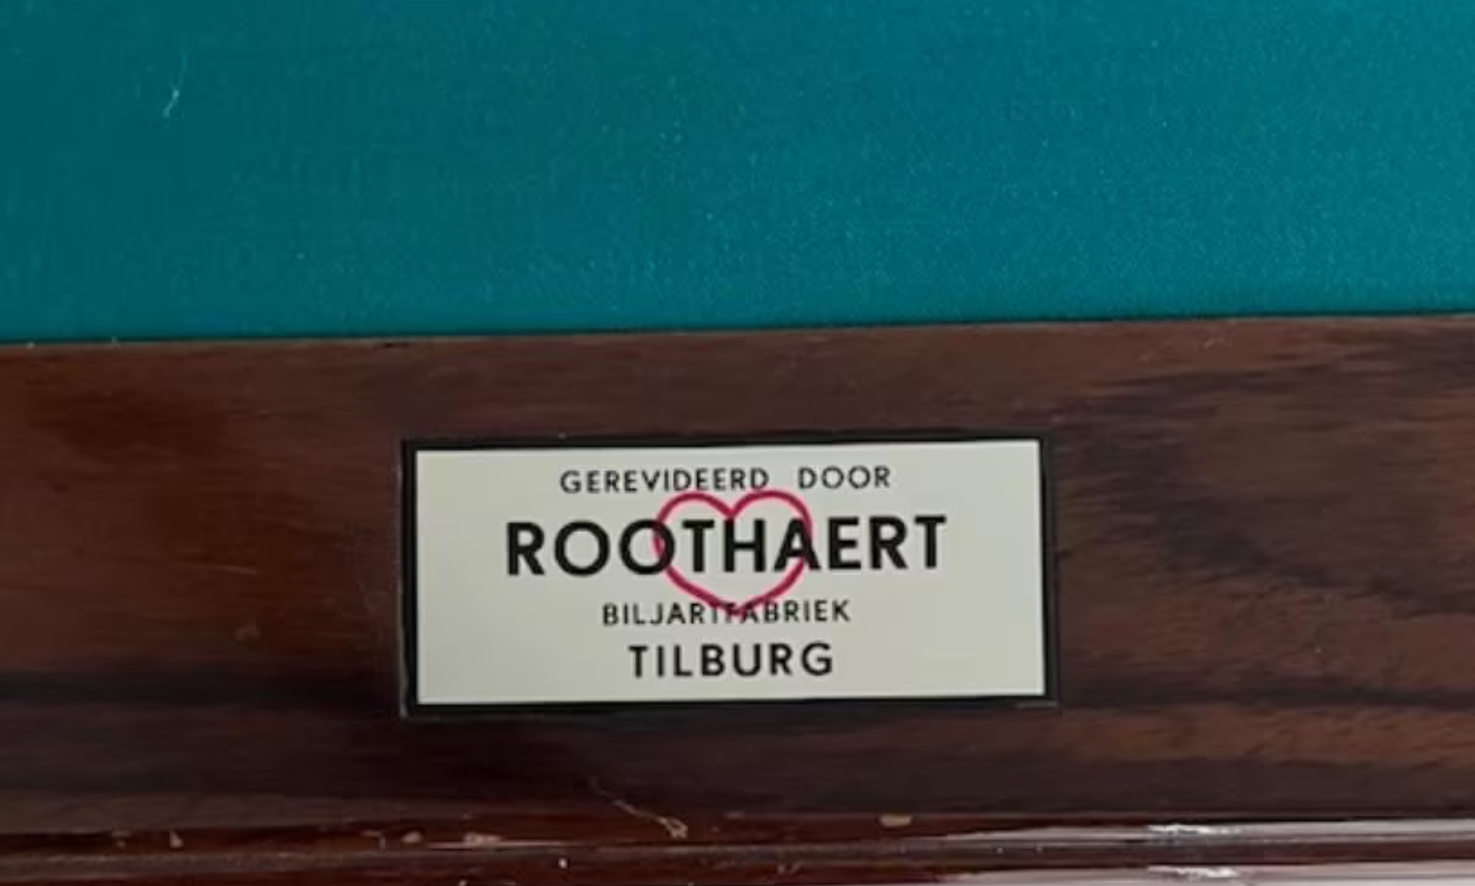 GEREVIDEERD DOOR
ROOTHAERT
BILJARTFABRIEK
TILBURG